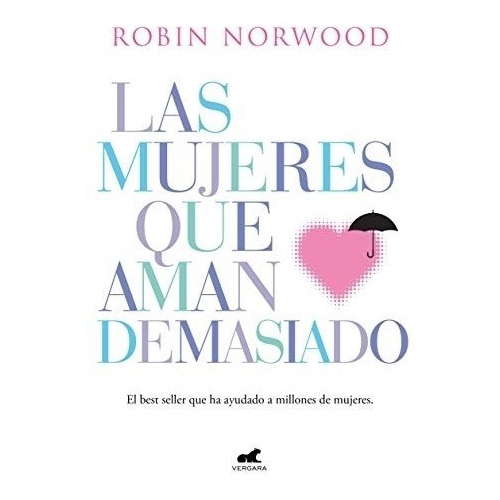 ROBIN NORWOOD
LAS
MUJERES
QUE
AMAN
DEMASIADO
El best seller que ha ayudado a millones de mujeres.
VERGARA